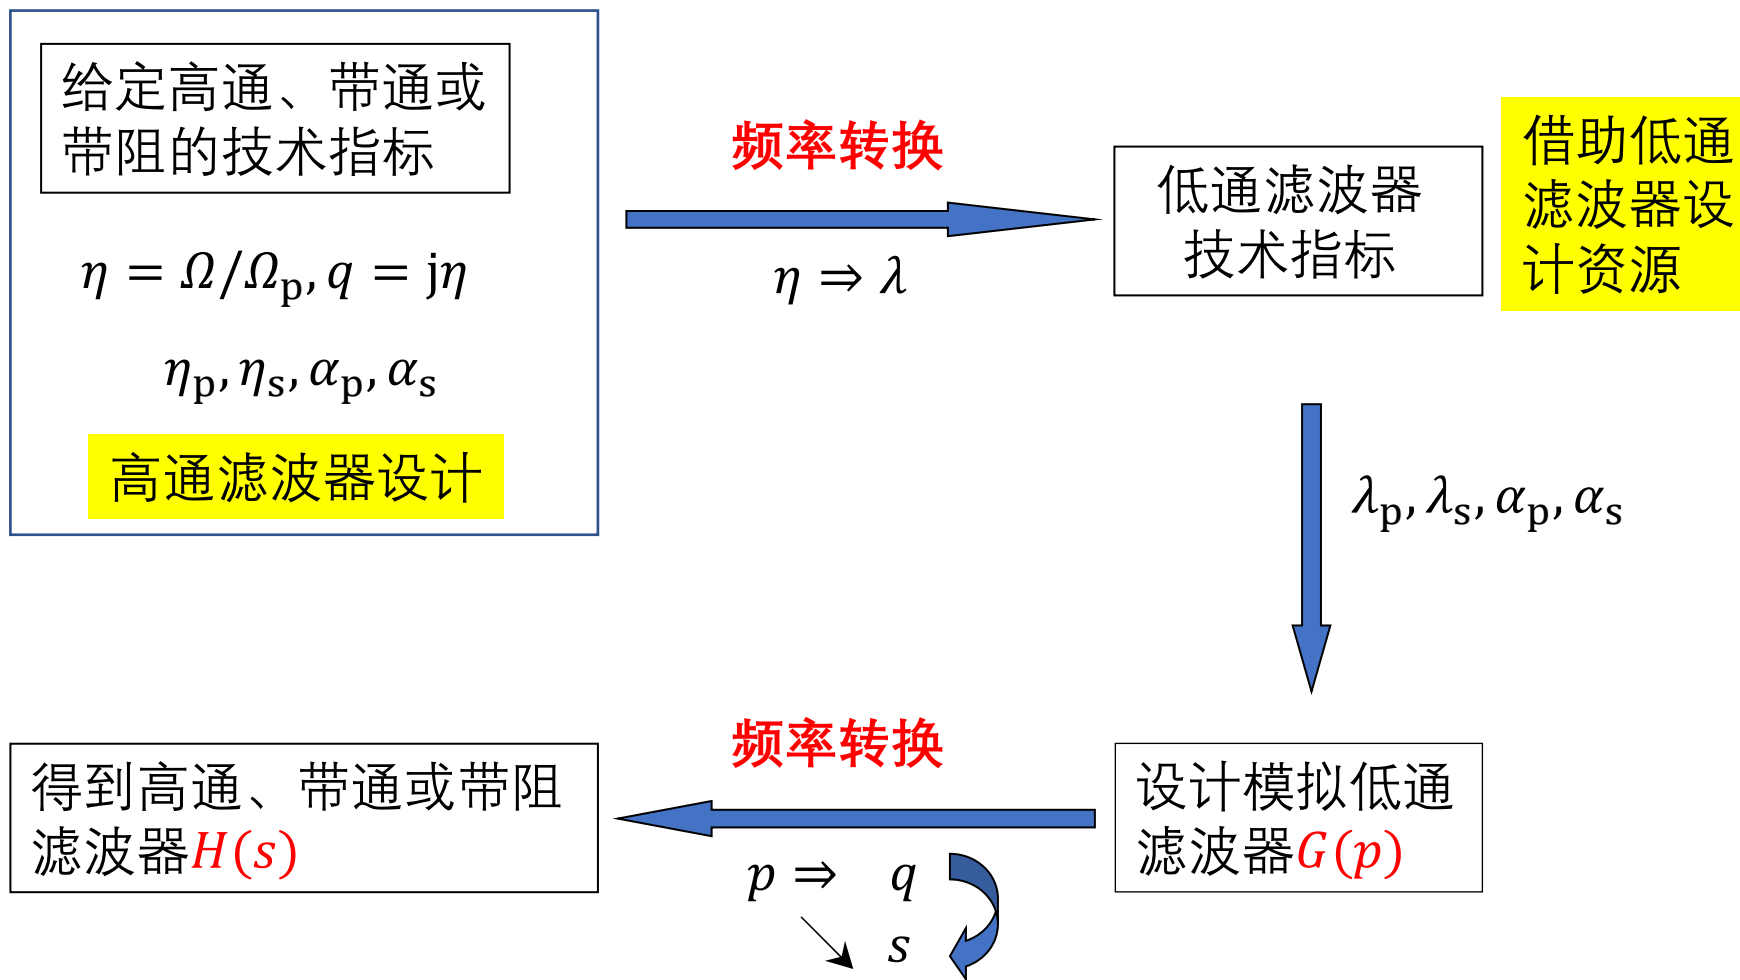 给定高通、带通或
带阻的技术指标
η = Ω/Ωp, q = jη
ηp, ηs, αp, αs
高通滤波器设计
频率转换
η ⇒ λ
低通滤波器
技术指标
借助低通
滤波器设
计资源
λp, λs, αp, αs
设计模拟低通
滤波器G(p)
频率转换
p ⇒ q
s
得到高通、带通或带阻
滤波器H(s)